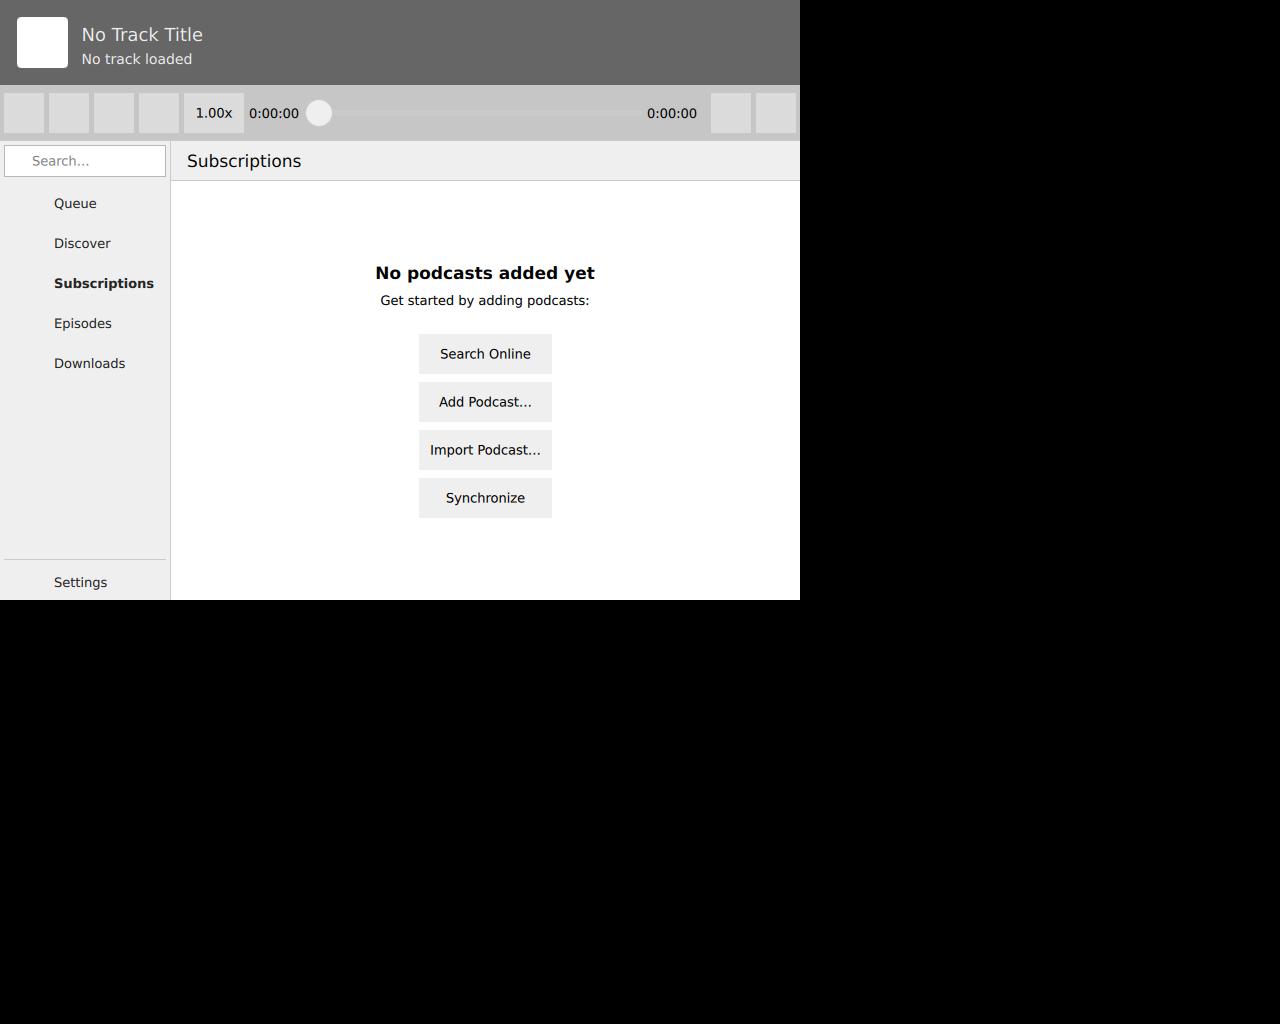 No Track Title
No track loaded
1.00x 0:00:00 0:00:00
Search...
Subscriptions
Queue
Discover
Subscriptions
Episodes
Downloads
Settings
No podcasts added yet
Get started by adding podcasts:
Search Online
Add Podcast...
Import Podcast...
Synchronize